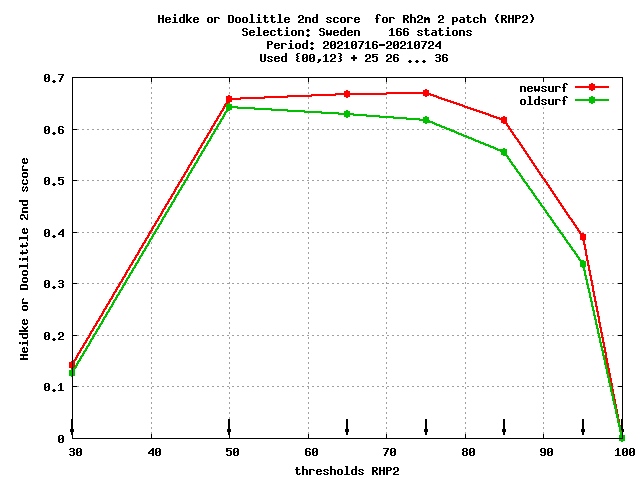 Heidke or Doolittle 2nd score  for Rh2m 2 patch (RHP2)
Selection: Sweden    166 stations
Period: 20210716-20210724
Used {00,12} + 25 26 ... 36
newsurf
oldsurf
Heidke or Doolittle 2nd score
0.7
0.6
0.5
0.4
0.3
0.2
0.1
0
30 40 50 60 70 80 90 100
thresholds RHP2